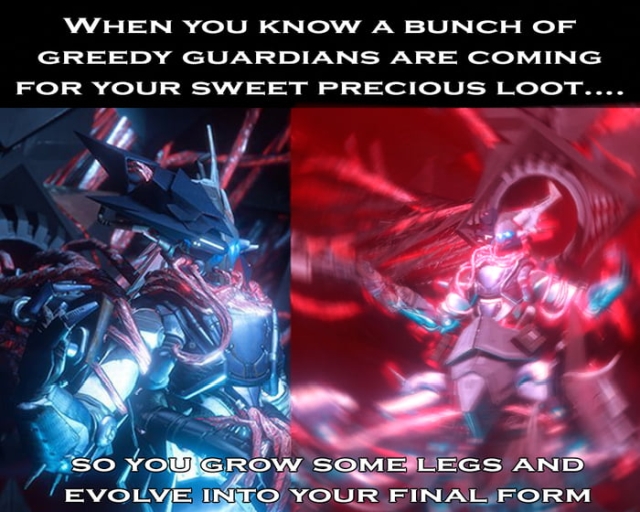 WHEN YOU KNOW A BUNCH OF
GREEDY GUARDIANS ARE COMING
FOR YOUR SWEET PRECIOUS LOOT....
SO YOU GROW SOME LEGS AND
EVOLVE INTO YOUR FINAL FORM